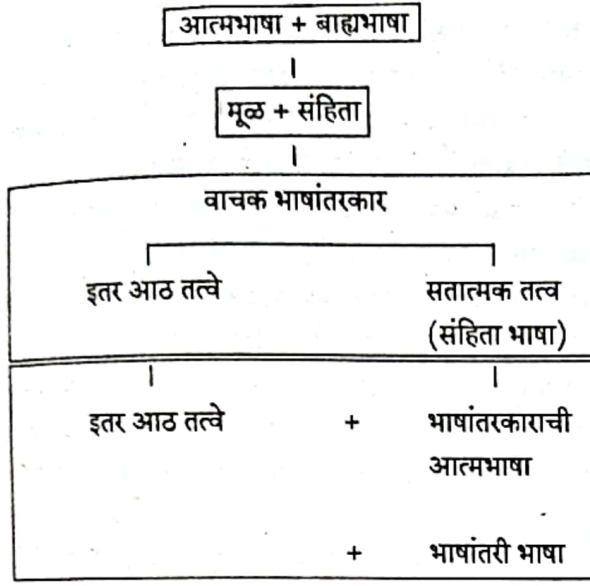 आत्मभाषा + बाह्यभाषा
मूळ + संहिता
वाचक भाषांतरकार
इतर आठ तत्वे सतात्मक तत्व
(संहिता भाषा)
इतर आठ तत्वे + भाषांतरकाराची
आत्मभाषा
+ भाषांतरी भाषा